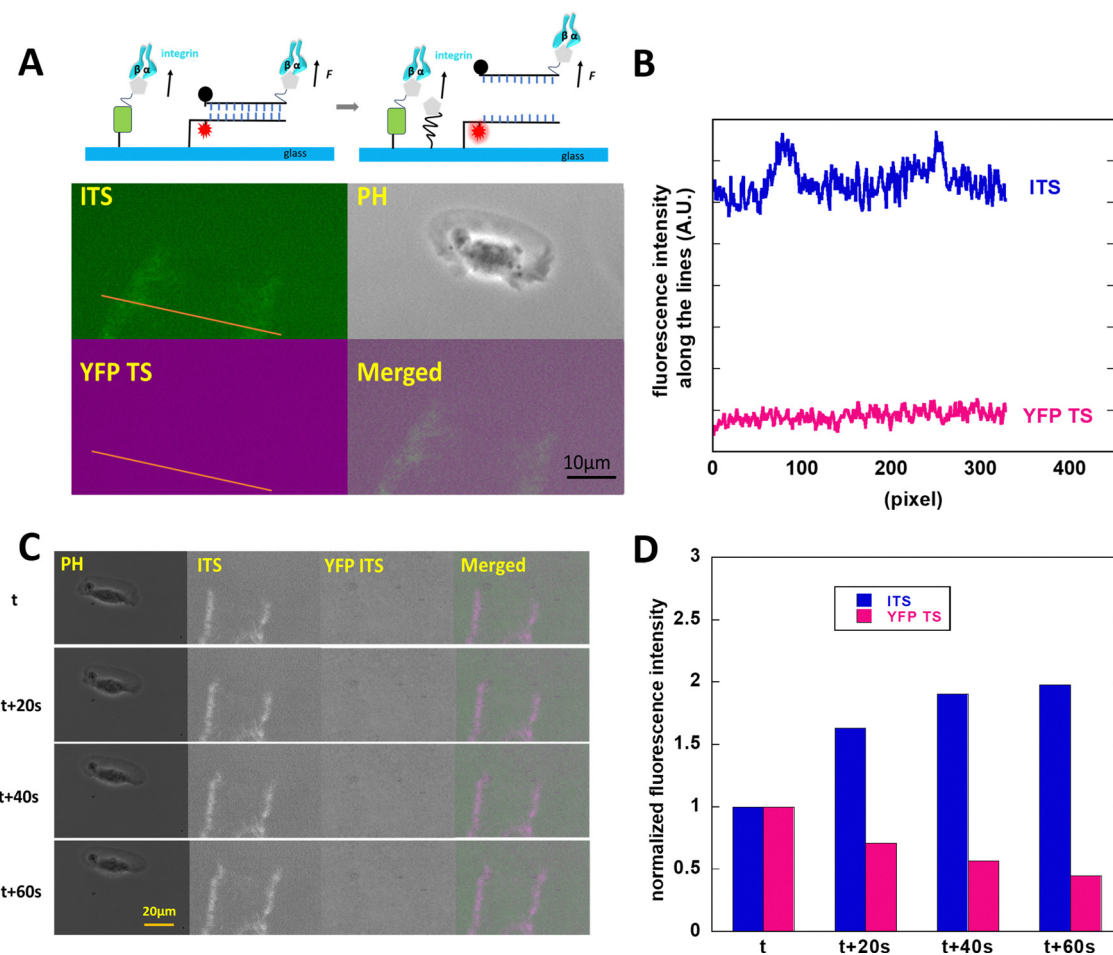 A
β α
integrin
β α
F
glass
β α
integrin
β α
F
glass
ITS
PH
YFP TS
Merged
10μm
B
fluorescence intensity
along the lines (A.U.)
ITS
YFP TS
0
100
200
300
400
(pixel)
C
PH
ITS
YFP ITS
Merged
t
t+20s
t+40s
t+60s
20μm
D
normalized fluorescence intensity
3
2.5
2
1.5
1
0.5
0
ITS
YFP TS
t
t+20s
t+40s
t+60s